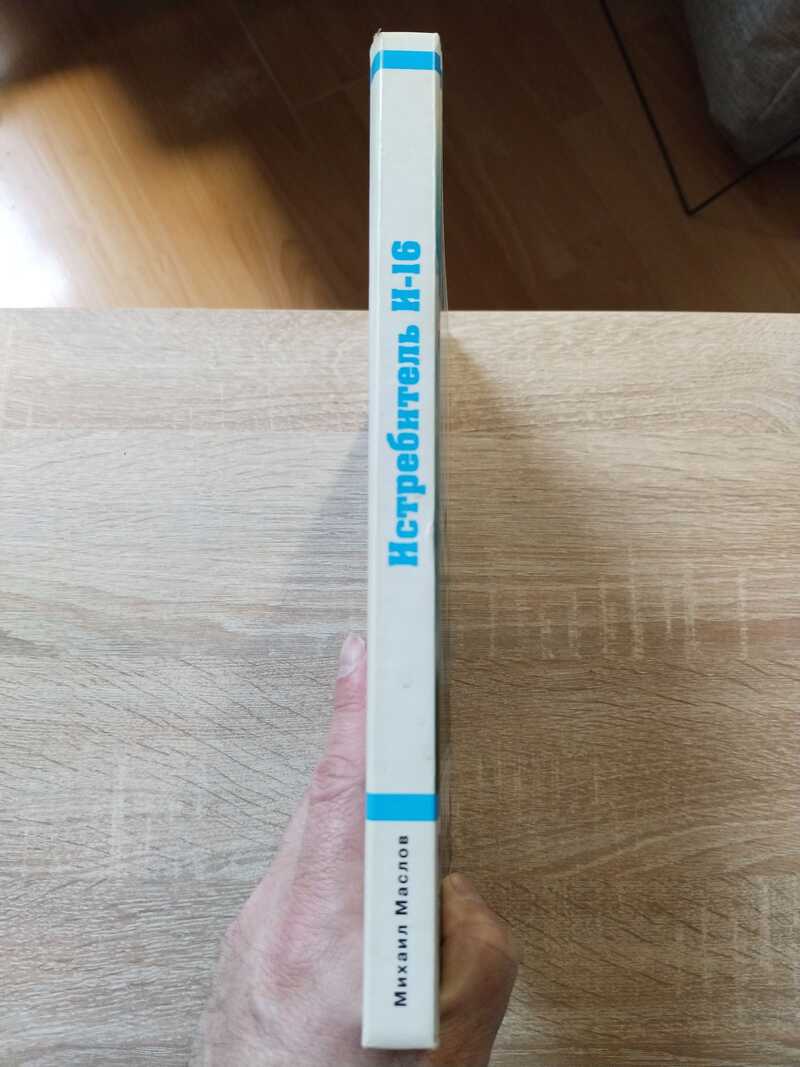 Истребитель И-16
Михаил Маслов